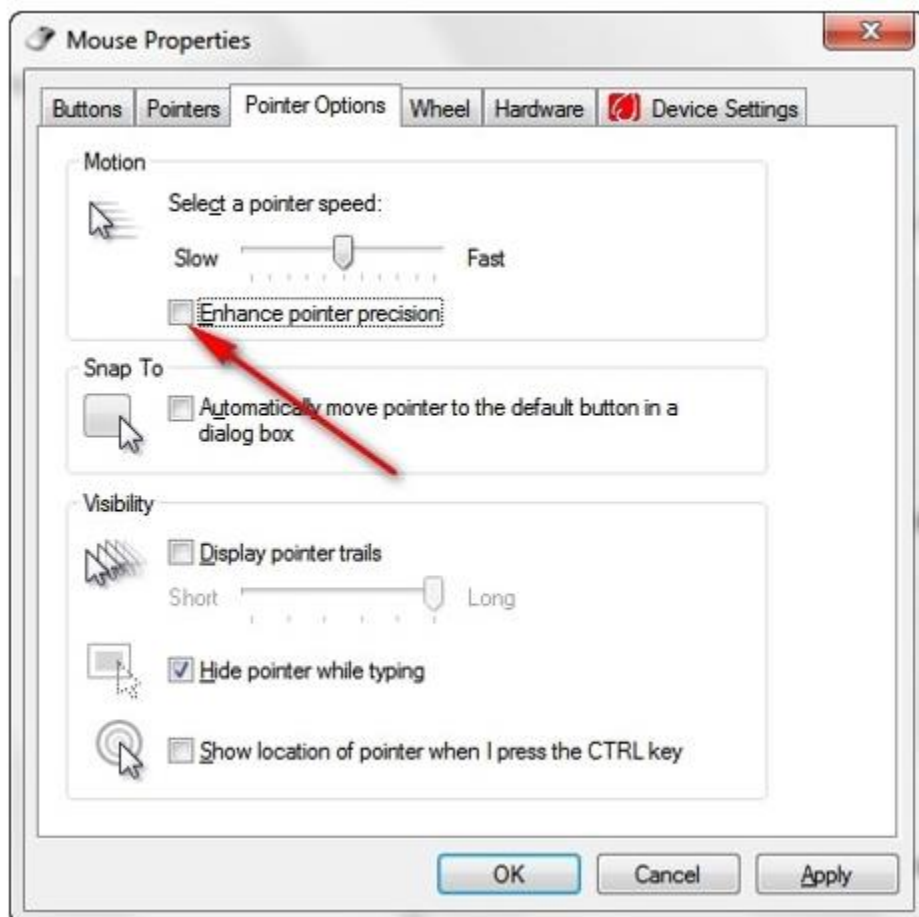 Mouse Properties
Buttons Pointers Pointer Options Wheel Hardware Device Settings
Motion
Select a pointer speed:
Slow Fast
Enhance pointer precision
Snap To
Automatically move pointer to the default button in a
dialog box
Visibility
Display pointer trails
Short Long
Hide pointer while typing
Show location of pointer when I press the CTRL key
OK Cancel Apply